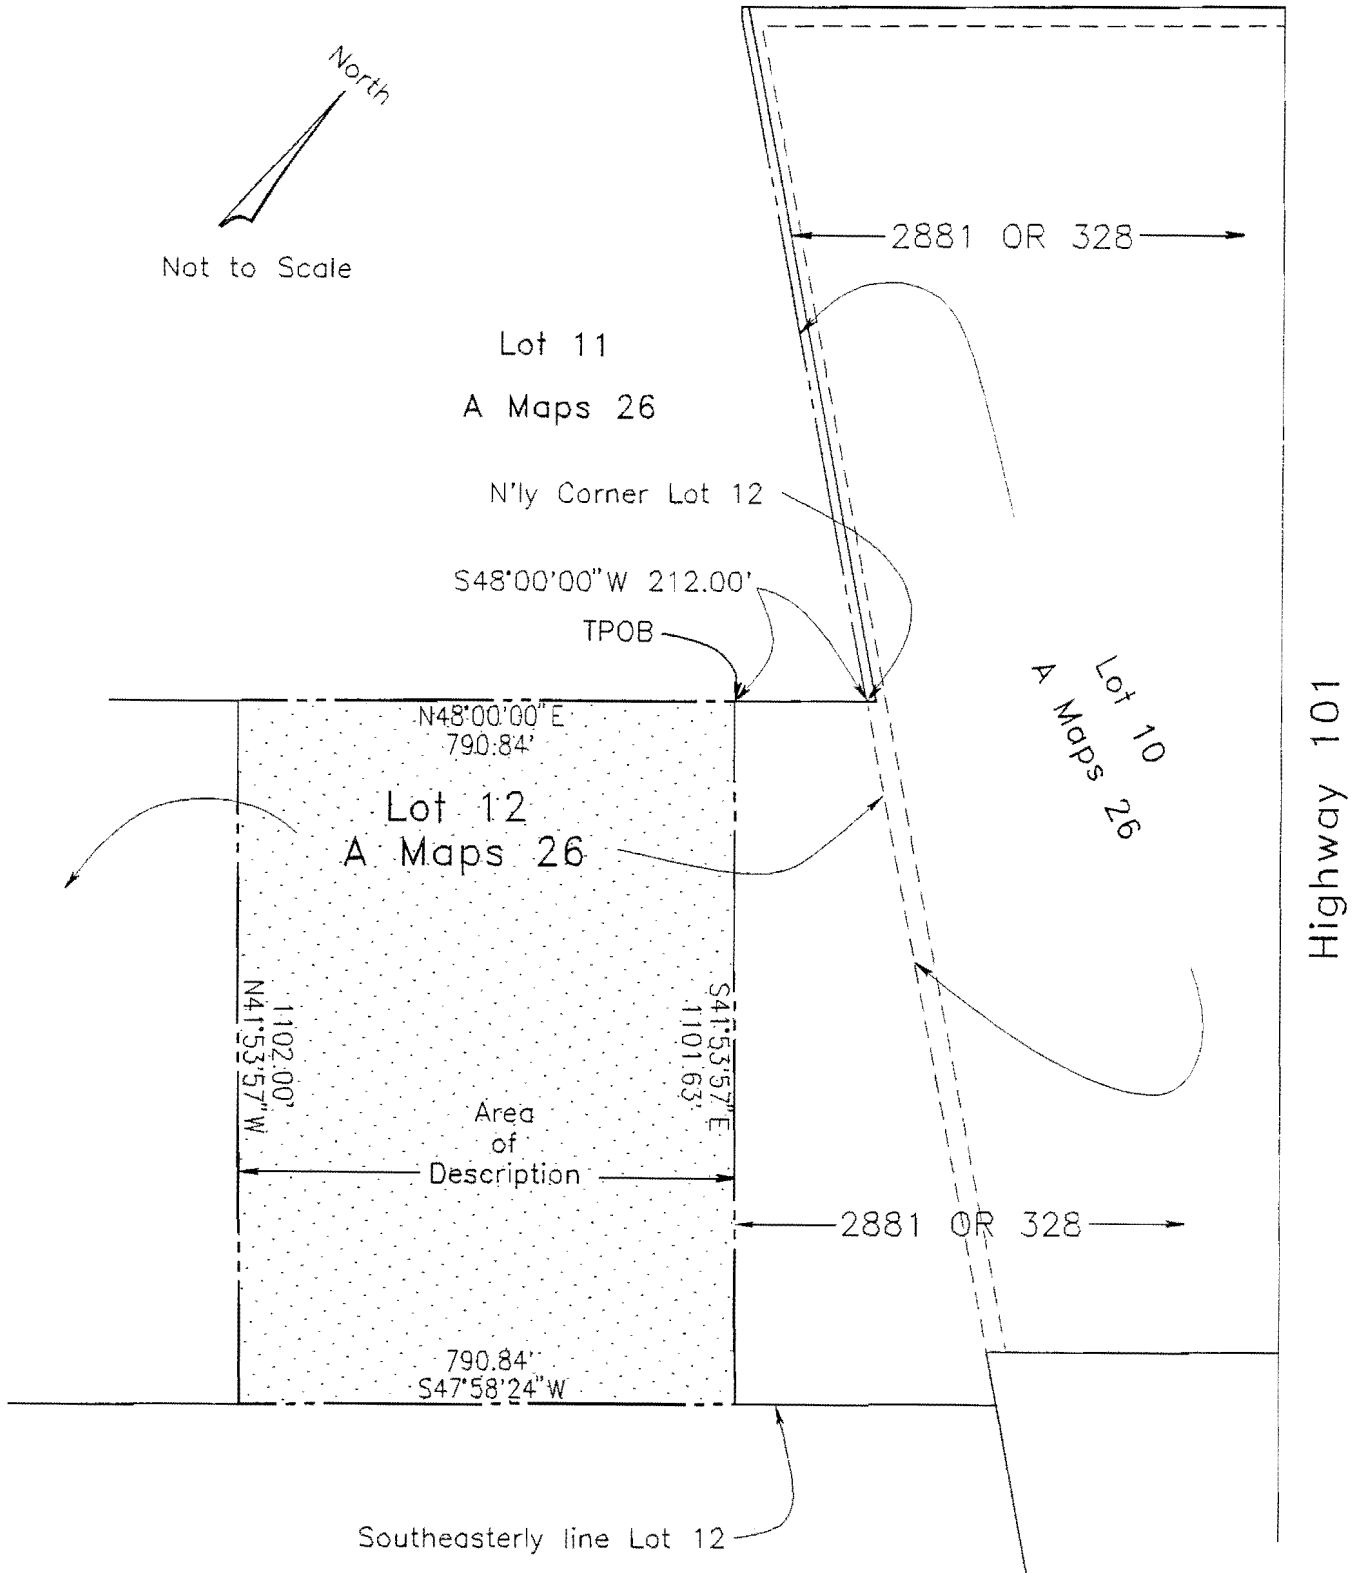 North
Not to Scale
2881 OR 328
Lot 11
A Maps 26
N'ly Corner Lot 12
S48°00'00"W 212.00'
TPOB
Lot 10
A Maps 26
Highway 101
N48°00'00"E
790.84'
Lot 12
A Maps 26
1102.00'
N41°53'57"W
S41°53'57"E
1101.63'
Area
of
Description
2881 OR 328
790.84'
S47°58'24"W
Southeasterly line Lot 12